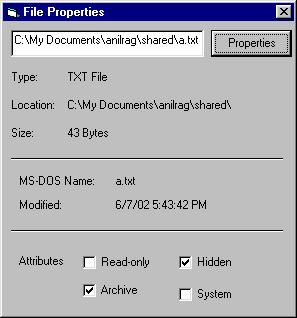 File Properties
C:\My Documents\anilrag\shared\a.txt Properties
Type: TXT File
Location: C:\My Documents\anilrag\shared\
Size: 43 Bytes
MS-DOS Name: a.txt
Modified: 6/7/02 5:43:42 PM
Attributes Read-only Hidden
Archive System